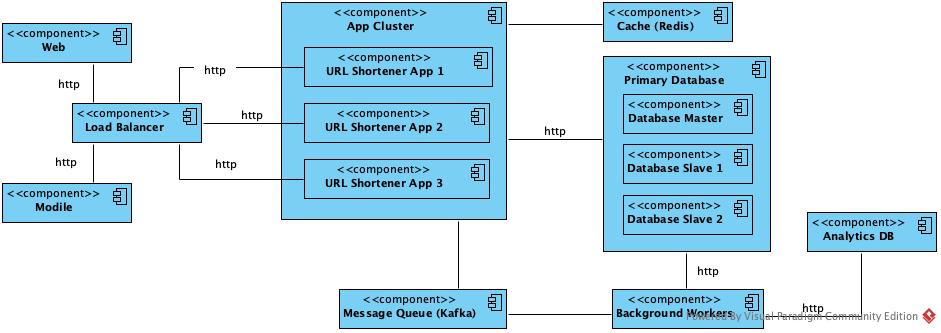 <<component>>
Web
http
<<component>>
Load Balancer
http
<<component>>
Modile
http
http
http
<<component>>
App Cluster
<<component>>
URL Shortener App 1
<<component>>
URL Shortener App 2
<<component>>
URL Shortener App 3
<<component>>
Cache (Redis)
http
<<component>>
Primary Database
<<component>>
Database Master
<<component>>
Database Slave 1
<<component>>
Database Slave 2
http
<<component>>
Analytics DB
<<component>>
Message Queue (Kafka)
<<component>>
Background Workers
http
Powered By Visual Paradigm Community Edition